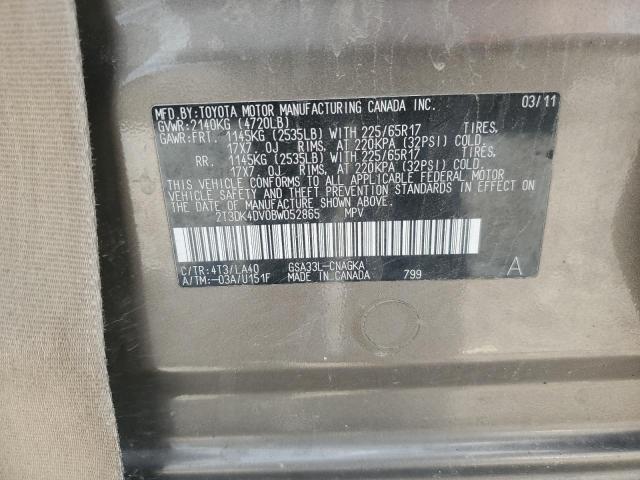 MFD.BY:TOYOTA MOTOR MANUFACTURING CANADA INC. 03/11
GVWR:2140KG (4720LB)
GAWR:FRT. 1145KG (2535LB) WITH 225/65R17 TIRES,
17X7 OJ RIMS, AT 220KPA (32PSI) COLD
RR. 1145KG (2535LB) WITH 225/65R17 TIRES,
17X7 OJ RIMS, AT 220KPA (32PSI) COLD.
THIS VEHICLE CONFORMS TO ALL APPLICABLE FEDERAL MOTOR
VEHICLE SAFETY AND THEFT PREVENTION STANDARDS
IN EFFECT ON THE DATE OF MANUFACTURE SHOWN ABOVE.
2T3DK4DV0BW052865 MPV
C/TR:4T3/LA40 GSA33L-CNAGKA
A/TM:-03A/U151F MADE IN CANADA 799 A